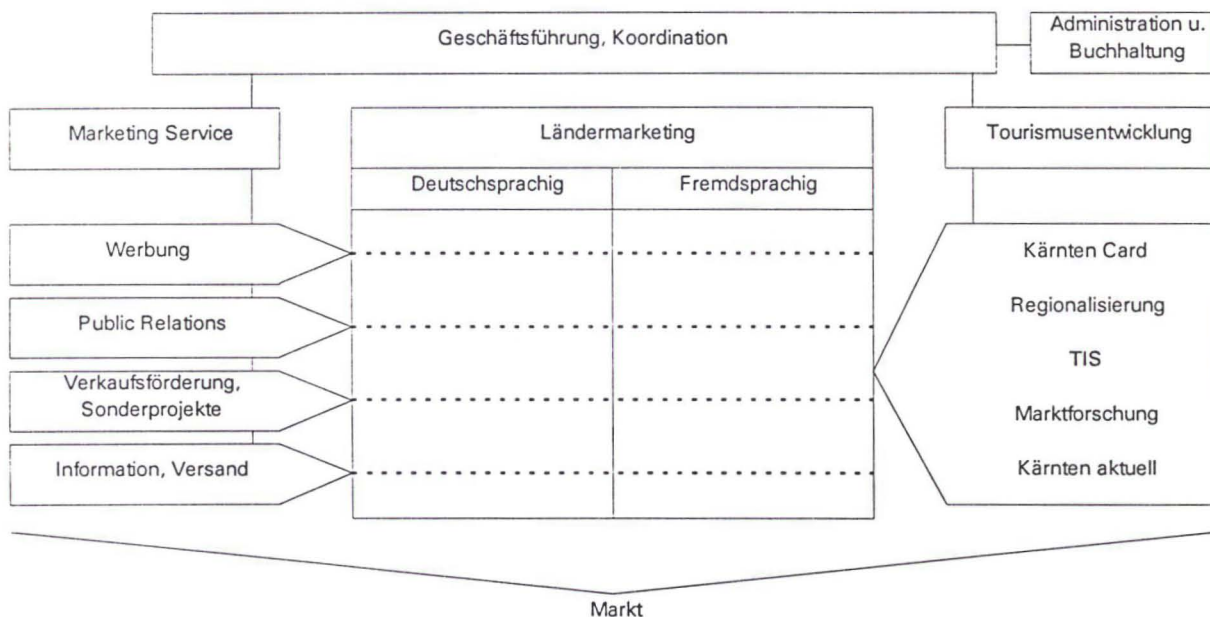 Geschäftsführung, Koordination
Administration u.
Buchhaltung
Marketing Service
Ländermarketing
Tourismusentwicklung
Deutschsprachig
Fremdsprachig
Werbung
Public Relations
Verkaufsförderung,
Sonderprojekte
Information, Versand
Kärnten Card
Regionalisierung
TIS
Marktforschung
Kärnten aktuell
Markt